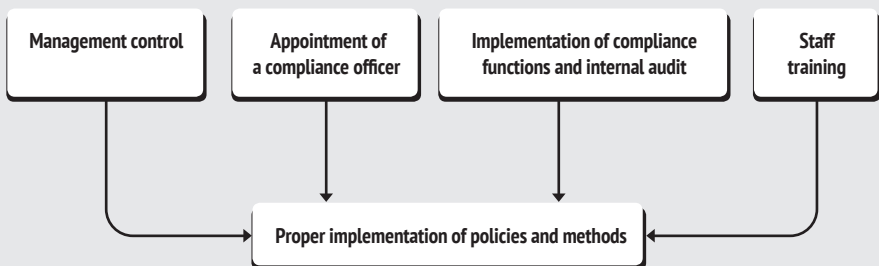 Management control
Appointment of
a compliance officer
Implementation of compliance
functions and internal audit
Staff
training
Proper implementation of policies and methods